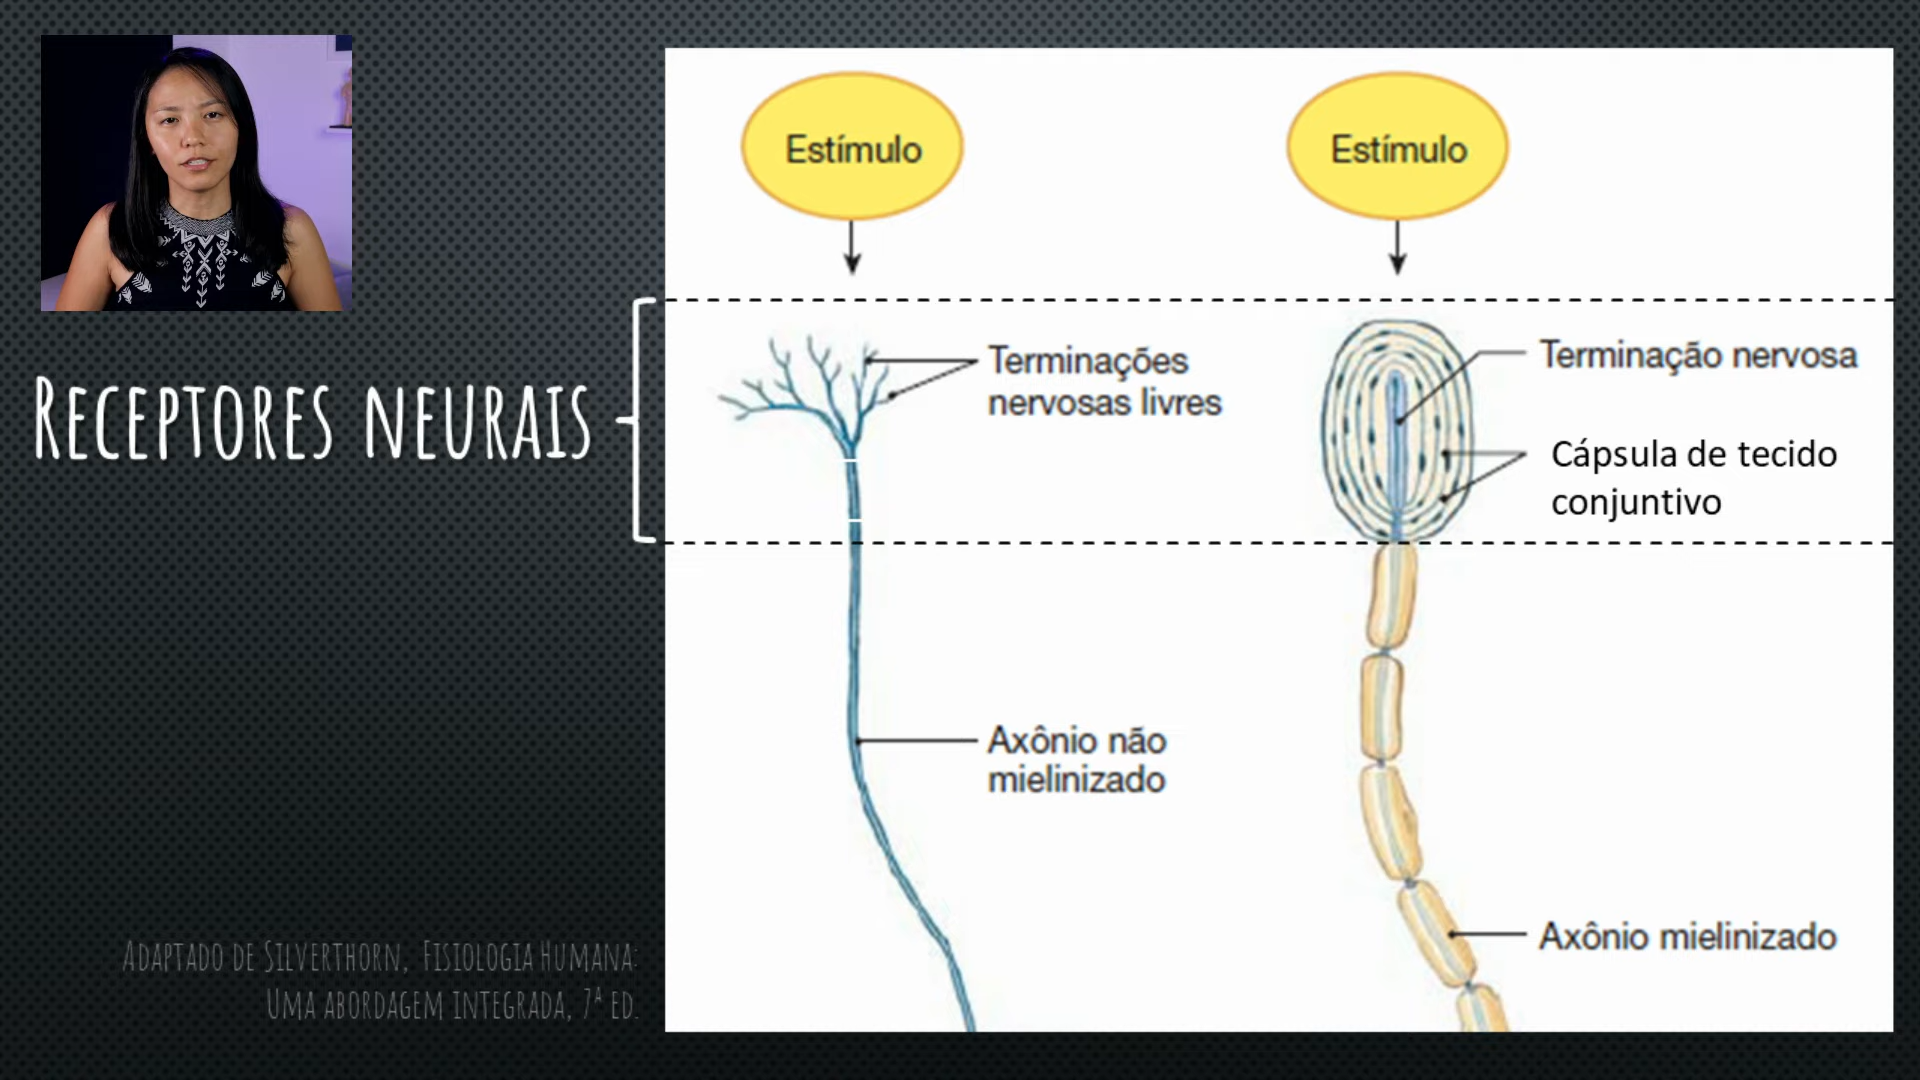 Estímulo
Estímulo
Receptores neurais
Terminações
nervosas livres
Terminação nervosa
Cápsula de tecido
conjuntivo
Axônio não
mielinizado
Axônio mielinizado
Adaptado de Silverthorn, Fisiologia Humana:
Uma abordagem integrada, 7ª ed.